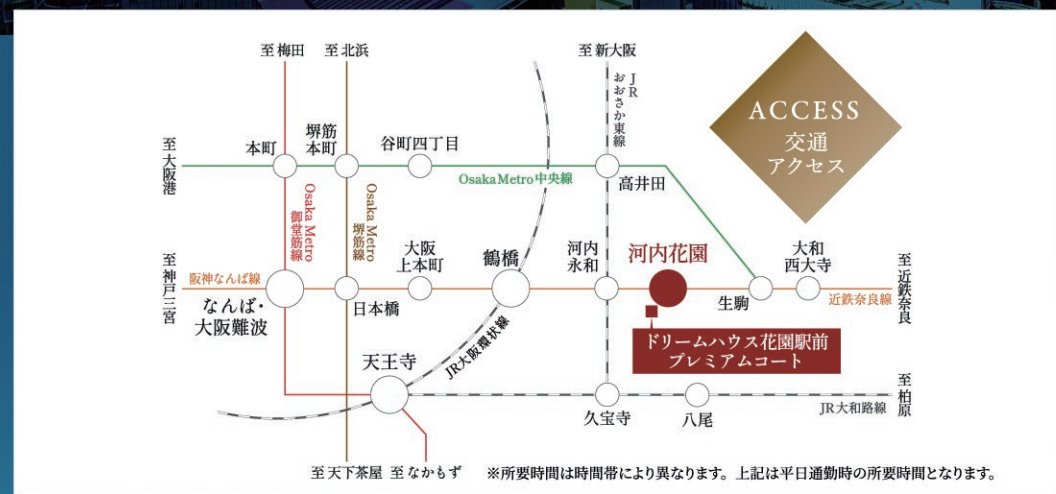 至梅田
至北浜
至新大阪
JR
おおさか東線
ACCESS
交通
アクセス
本町
堺筋
本町
谷町四丁目
至大阪港
Osaka Metro 中央線
高井田
Osaka Metro
御堂筋線
Osaka Metro
堺筋線
至神戸三宮
阪神なんば線
なんば・
大阪難波
日本橋
大阪
上本町
鶴橋
河内
永和
河内花園
生駒
大和
西大寺
近鉄奈良線
至近鉄奈良
ドリームハウス花園駅前
プレミアムコート
天王寺
JR大阪環状線
久宝寺
八尾
JR大和路線
至柏原
至天下茶屋
至なかもず
※所要時間は時間帯により異なります。上記は平日通勤時の所要時間となります。